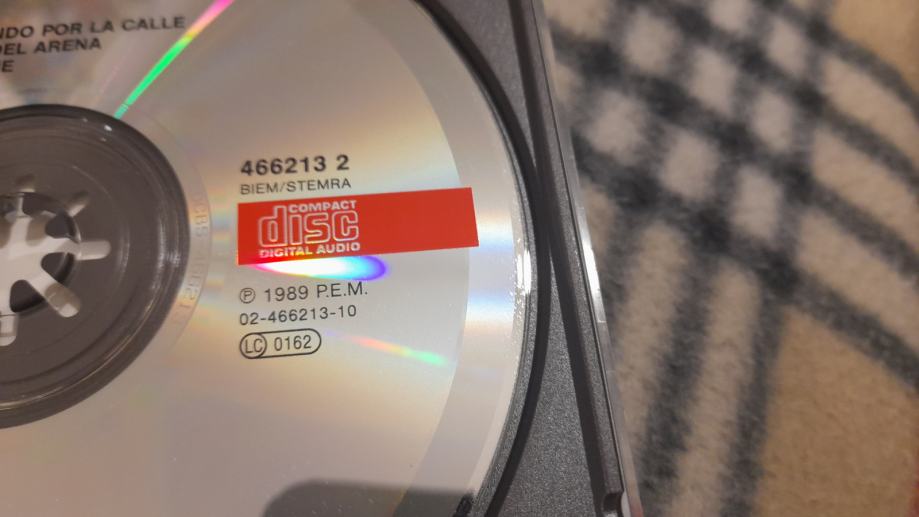 NDO POR LA CALLE
DEL ARENA
E
466213 2
BIEM/STEMRA
COMPACT
disc
DIGITAL AUDIO
℗ 1989 P.E.M.
02-466213-10
LC 0162